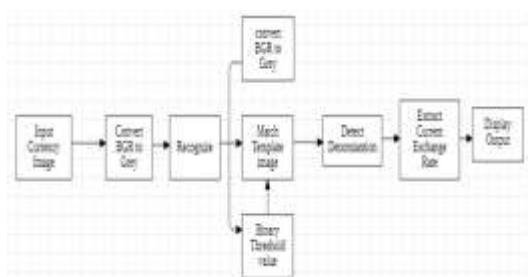 convert
BGR to
Grey
Input
Currency
Image
Convert
BGR to
Grey
Recognize
Match
Template
image
Detect
Denomination
Extract
Current
Exchange
Rate
Display
Output
Binary
Threshold
value